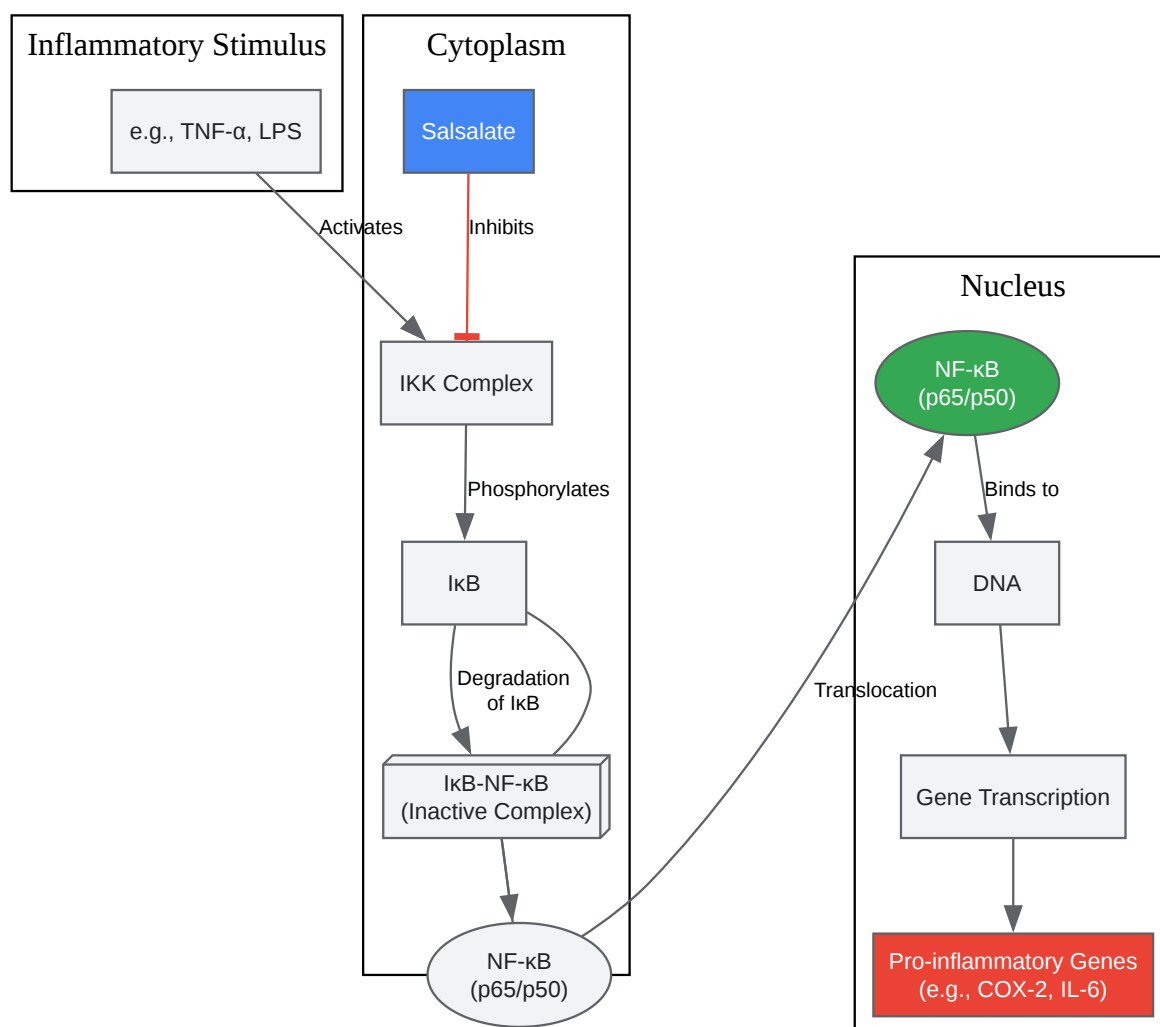 Inflammatory Stimulus
e.g., TNF-α, LPS
Activates
Cytoplasm
Salsalate
Inhibits
IKK Complex
Phosphorylates
IκB
Degradation
of IκB
IκB-NF-κB
(Inactive Complex)
NF-κB
(p65/p50)
Translocation
Nucleus
NF-κB
(p65/p50)
Binds to
DNA
Gene Transcription
Pro-inflammatory Genes
(e.g., COX-2, IL-6)